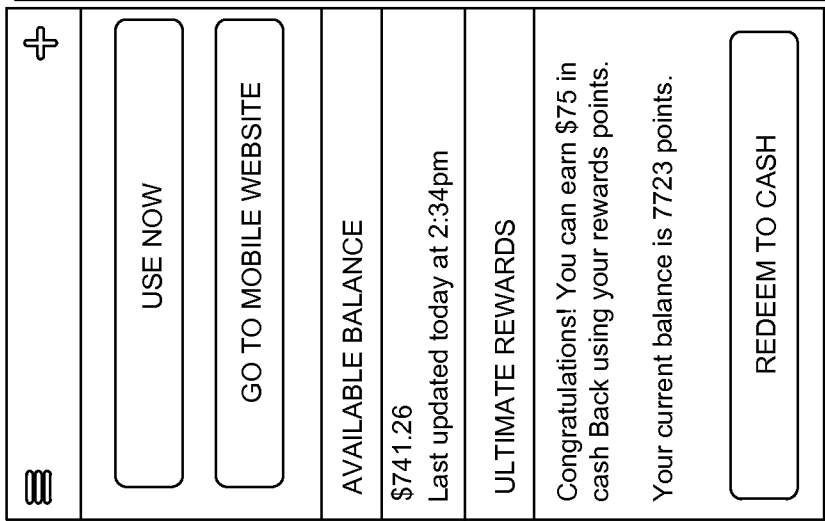 USE NOW
GO TO MOBILE WEBSITE
AVAILABLE BALANCE
$741.26
Last updated today at 2:34pm
ULTIMATE REWARDS
Congratulations! You can earn $75 in
cash Back using your rewards points.
Your current balance is 7723 points.
REDEEM TO CASH